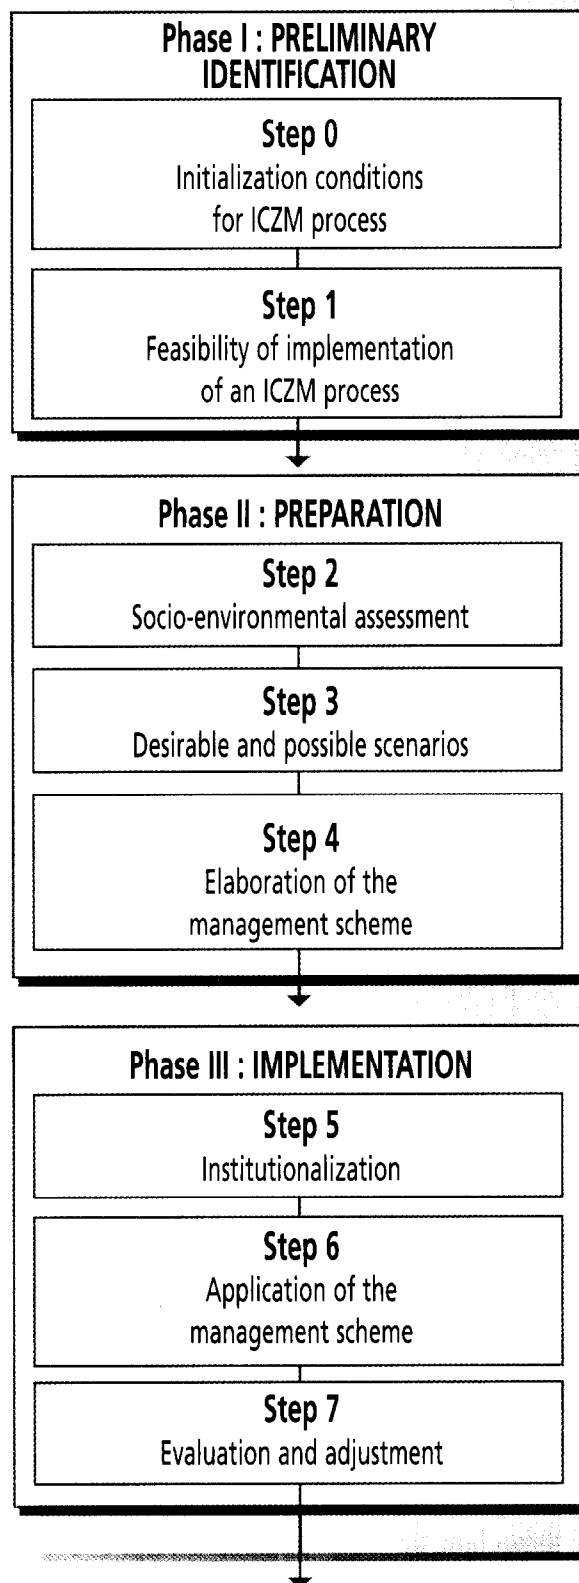 Phase I : PRELIMINARY
IDENTIFICATION
Step 0
Initialization conditions
for ICZM process
Step 1
Feasibility of implementation
of an ICZM process
Phase II : PREPARATION
Step 2
Socio-environmental assessment
Step 3
Desirable and possible scenarios
Step 4
Elaboration of the
management scheme
Phase III : IMPLEMENTATION
Step 5
Institutionalization
Step 6
Application of the
management scheme
Step 7
Evaluation and adjustment